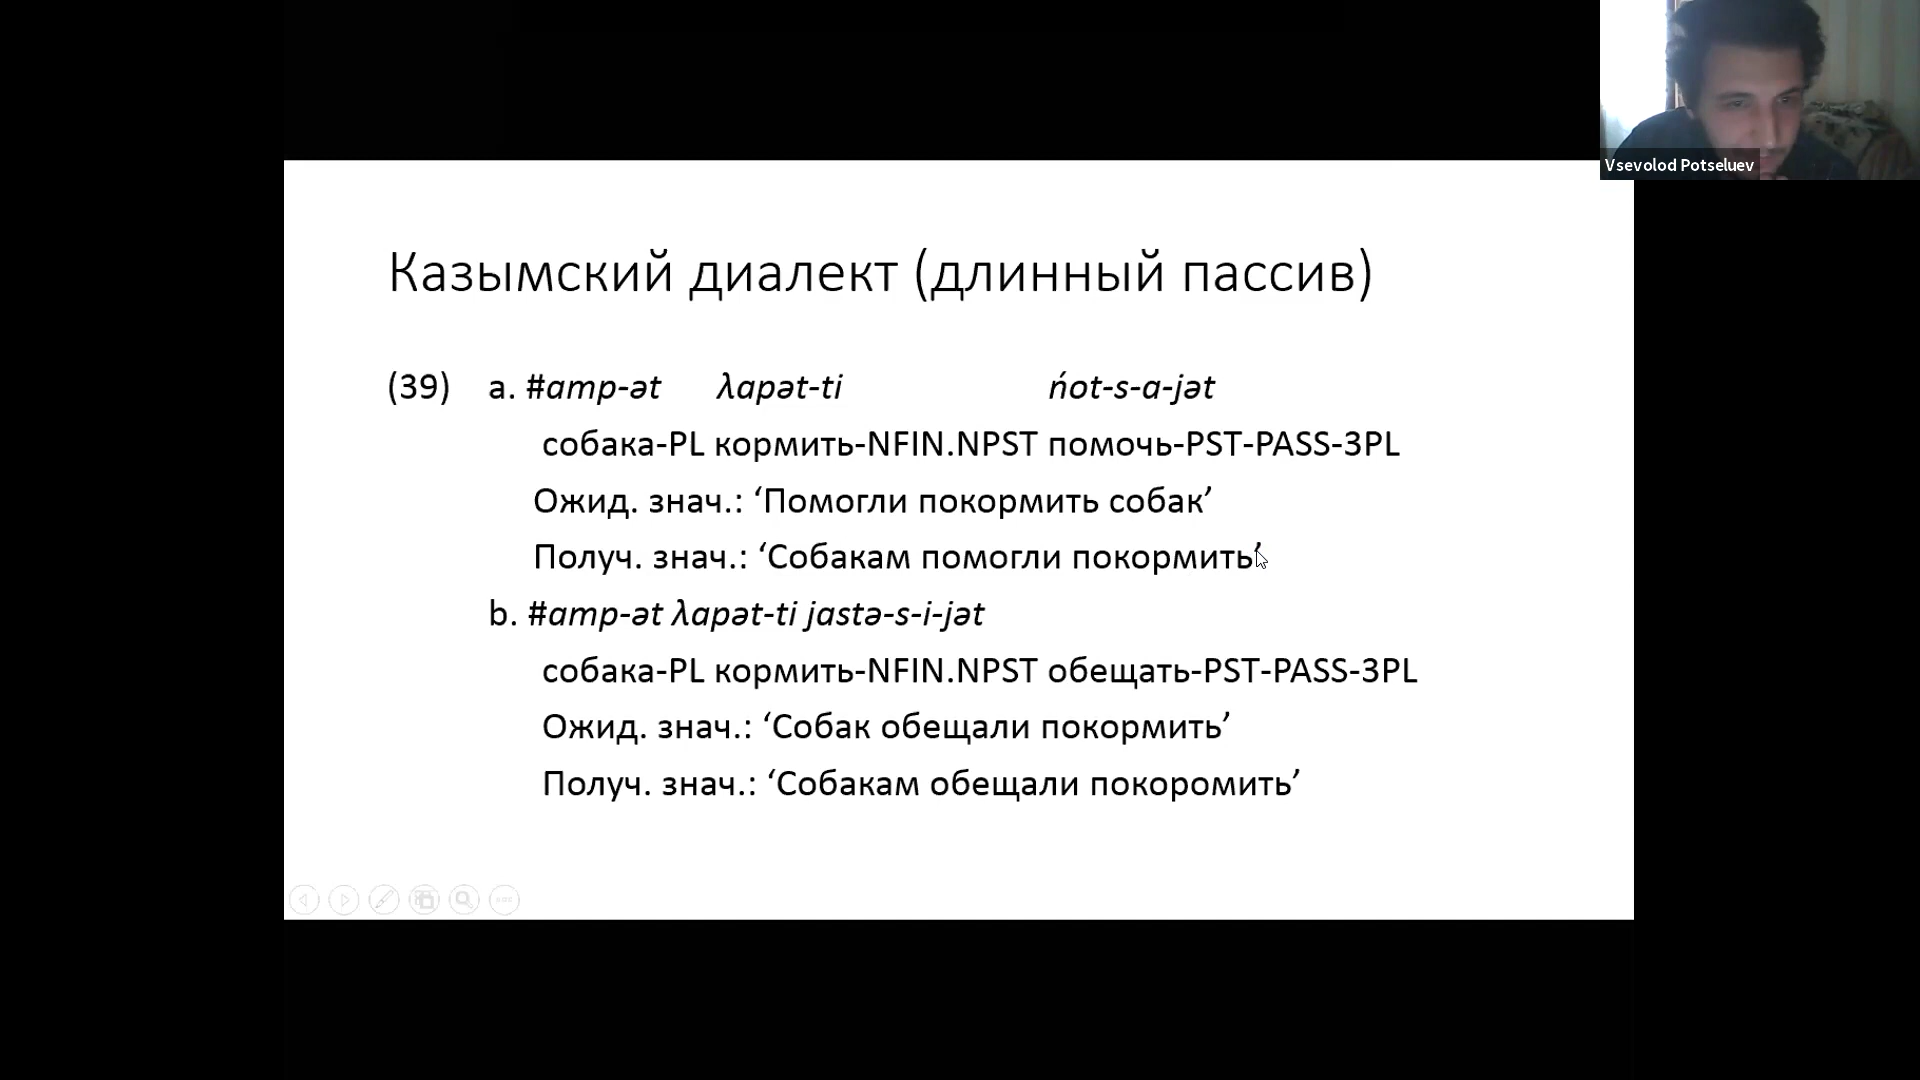 Vsevolod Potseluev
Казымский диалект (длинный пассив)
(39) a. #amp-ət λapət-ti ńot-s-a-jət
собака-PL кормить-NFIN.NPST помочь-PST-PASS-3PL
Ожид. знач.: ‘Помогли покормить собак’
Получ. знач.: ‘Собакам помогли покормить’
b. #amp-ət λapət-ti jastə-s-i-jət
собака-PL кормить-NFIN.NPST обещать-PST-PASS-3PL
Ожид. знач.: ‘Собак обещали покормить’
Получ. знач.: ‘Собакам обещали покоромить’